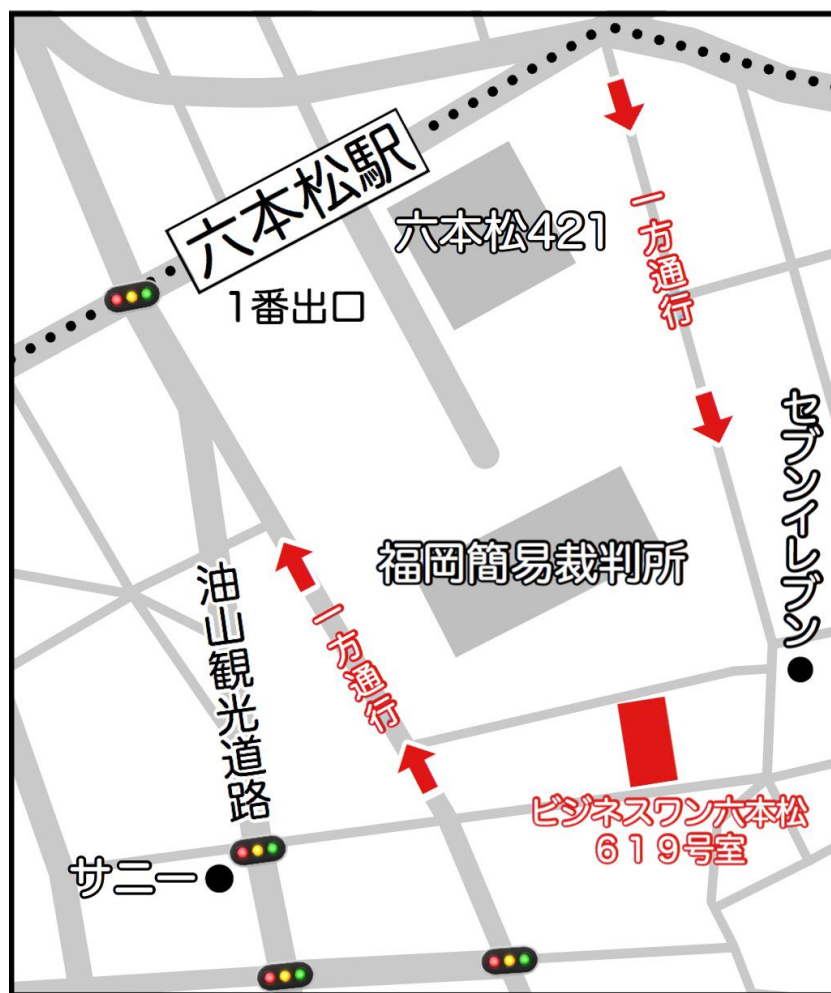 六本松駅
1番出口
六本松421
一方通行
セブンイレブン
福岡簡易裁判所
一方通行
油山観光道路
ビジネスワン六本松
619号室
サニー